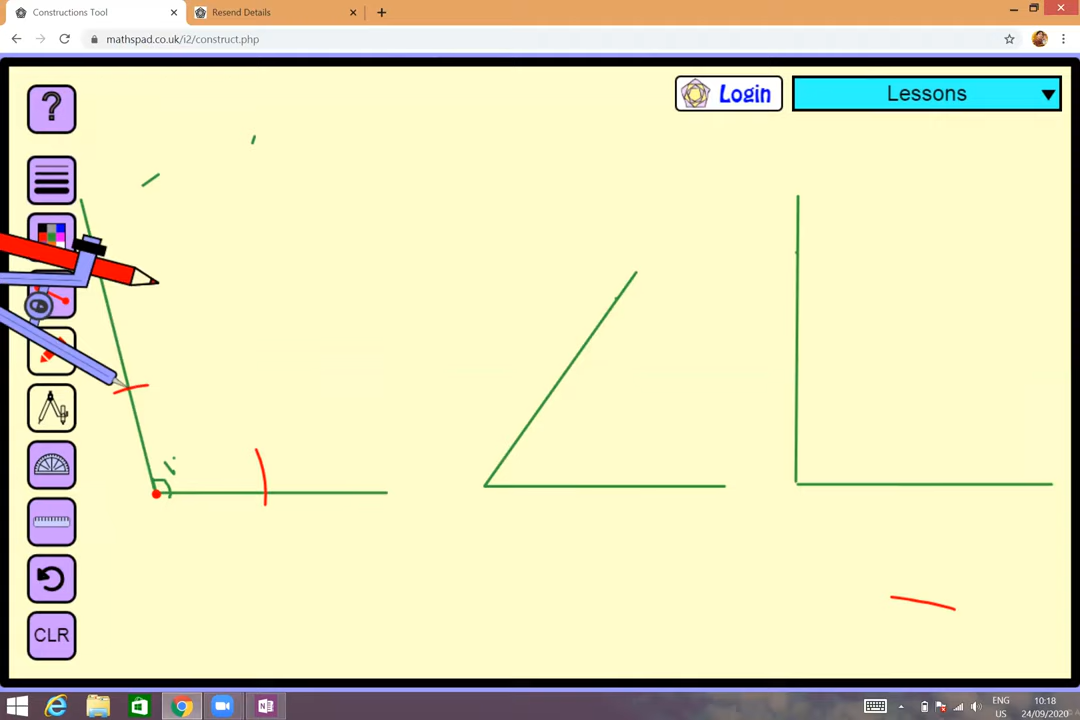 Constructions Tool
Resend Details
mathspad.co.uk/i2/construct.php
?
Login
Lessons
CLR
ENG
US
10:18
24/09/2020